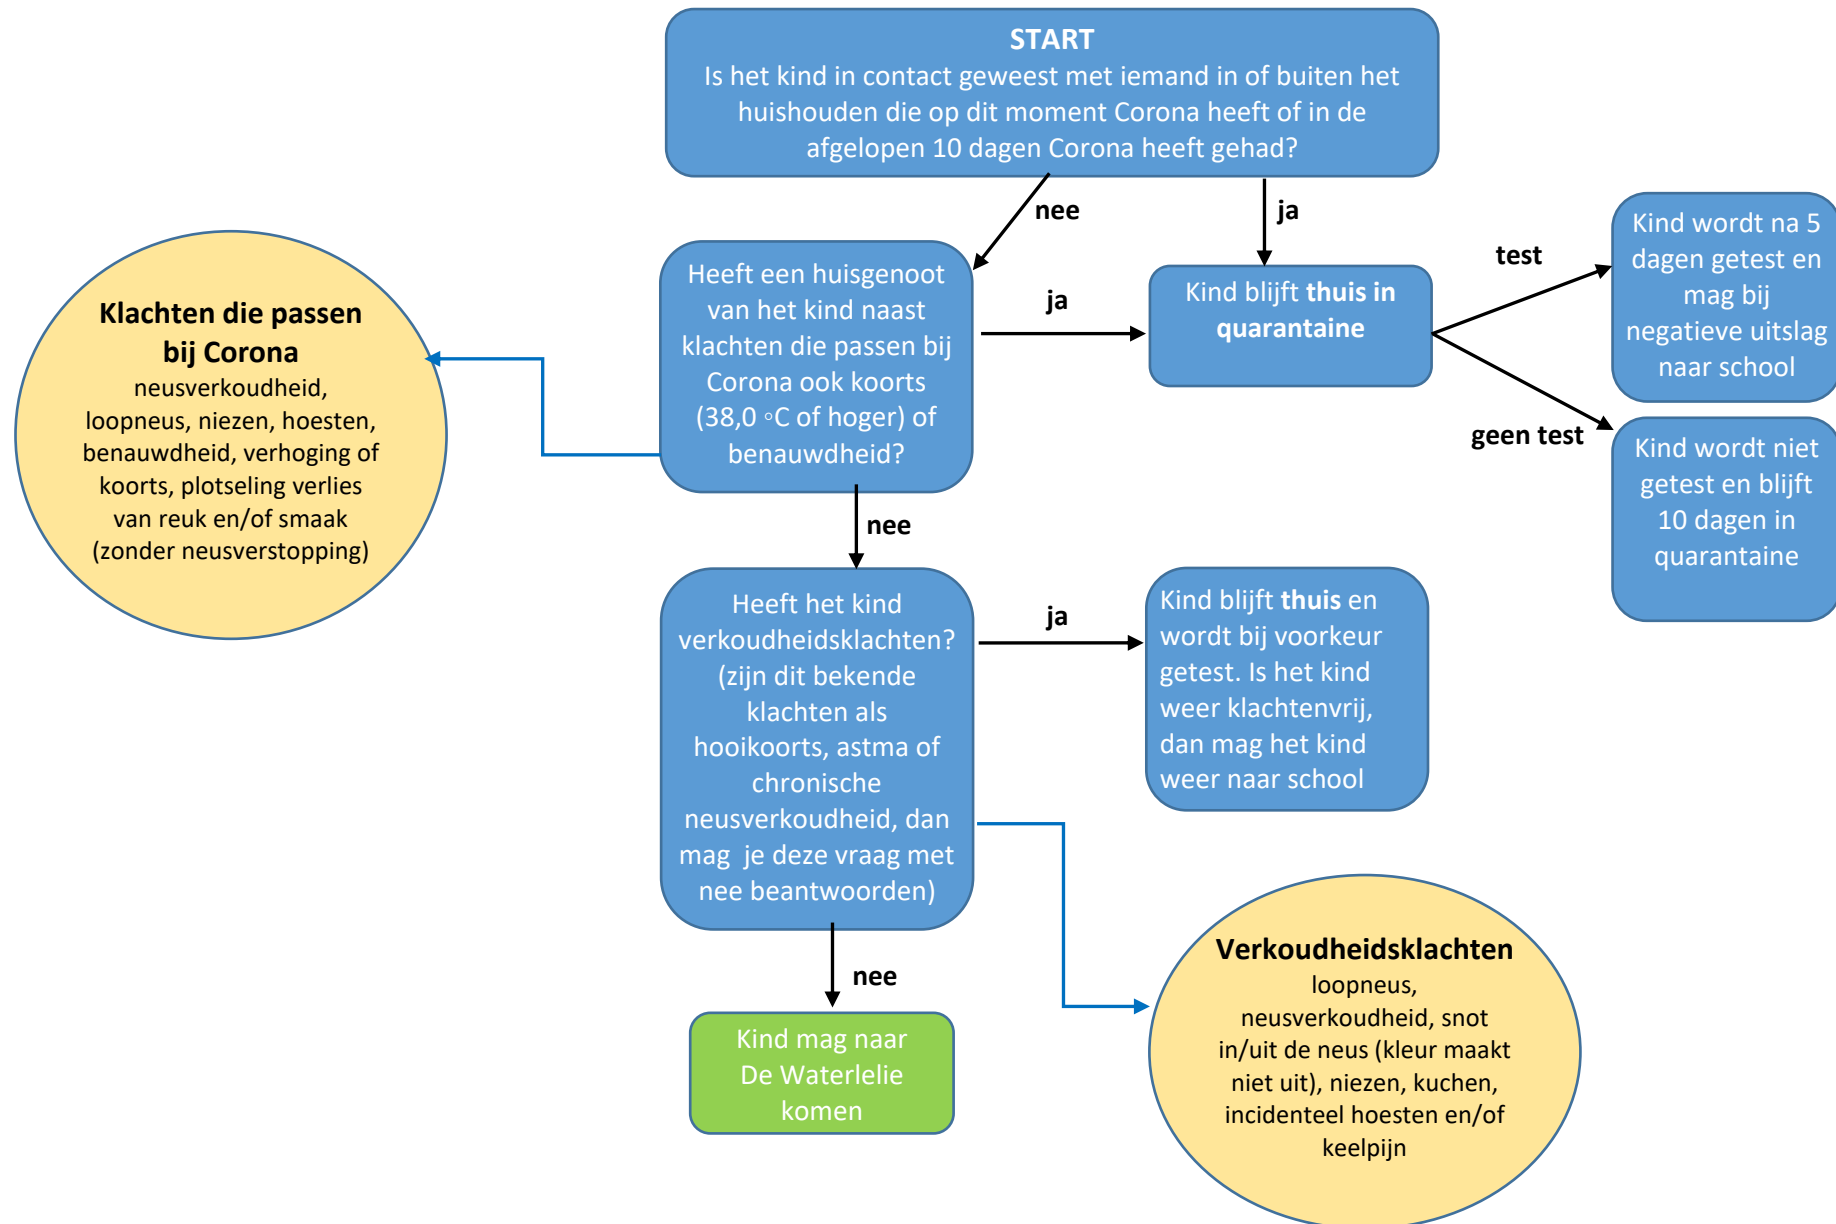 START
Is het kind in contact geweest met iemand in of buiten het
huishouden die op dit moment Corona heeft of in de
afgelopen 10 dagen Corona heeft gehad?
nee
ja
Klachten die passen
bij Corona
neusverkoudheid,
loopneus, niezen, hoesten,
benauwdheid, verhoging of
koorts, plotseling verlies
van reuk en/of smaak
(zonder neusverstopping)
Heeft een huisgenoot
van het kind naast
klachten die passen bij
Corona ook koorts
(38,0 ◦C of hoger) of
benauwdheid?
ja
Kind blijft thuis in
quarantaine
test
Kind wordt na 5
dagen getest en
mag bij
negatieve uitslag
naar school
geen test
Kind wordt niet
getest en blijft
10 dagen in
quarantaine
nee
Heeft het kind
verkoudheidsklachten?
(zijn dit bekende
klachten als
hooikoorts, astma of
chronische
neusverkoudheid, dan
mag je deze vraag met
nee beantwoorden)
ja
Kind blijft thuis en
wordt bij voorkeur
getest. Is het kind
weer klachtenvrij,
dan mag het kind
weer naar school
nee
Kind mag naar
De Waterlelie
komen
Verkoudheidsklachten
loopneus,
neusverkoudheid, snot
in/uit de neus (kleur maakt
niet uit), niezen, kuchen,
incidenteel hoesten en/of
keelpijn